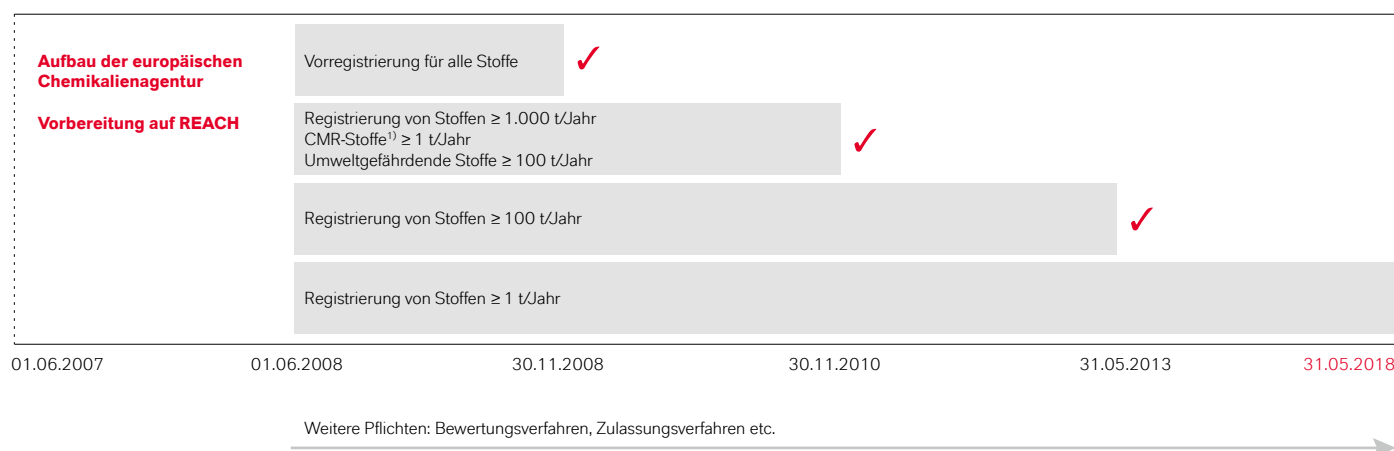 Aufbau der europäischen
Chemikalienagentur
Vorbereitung auf REACH
Vorregistrierung für alle Stoffe
Registrierung von Stoffen ≥ 1.000 t/Jahr
CMR-Stoffe¹⁾ ≥ 1 t/Jahr
Umweltgefährdende Stoffe ≥ 100 t/Jahr
Registrierung von Stoffen ≥ 100 t/Jahr
Registrierung von Stoffen ≥ 1 t/Jahr
01.06.2007 01.06.2008 30.11.2008 30.11.2010 31.05.2013 31.05.2018
Weitere Pflichten: Bewertungsverfahren, Zulassungsverfahren etc.